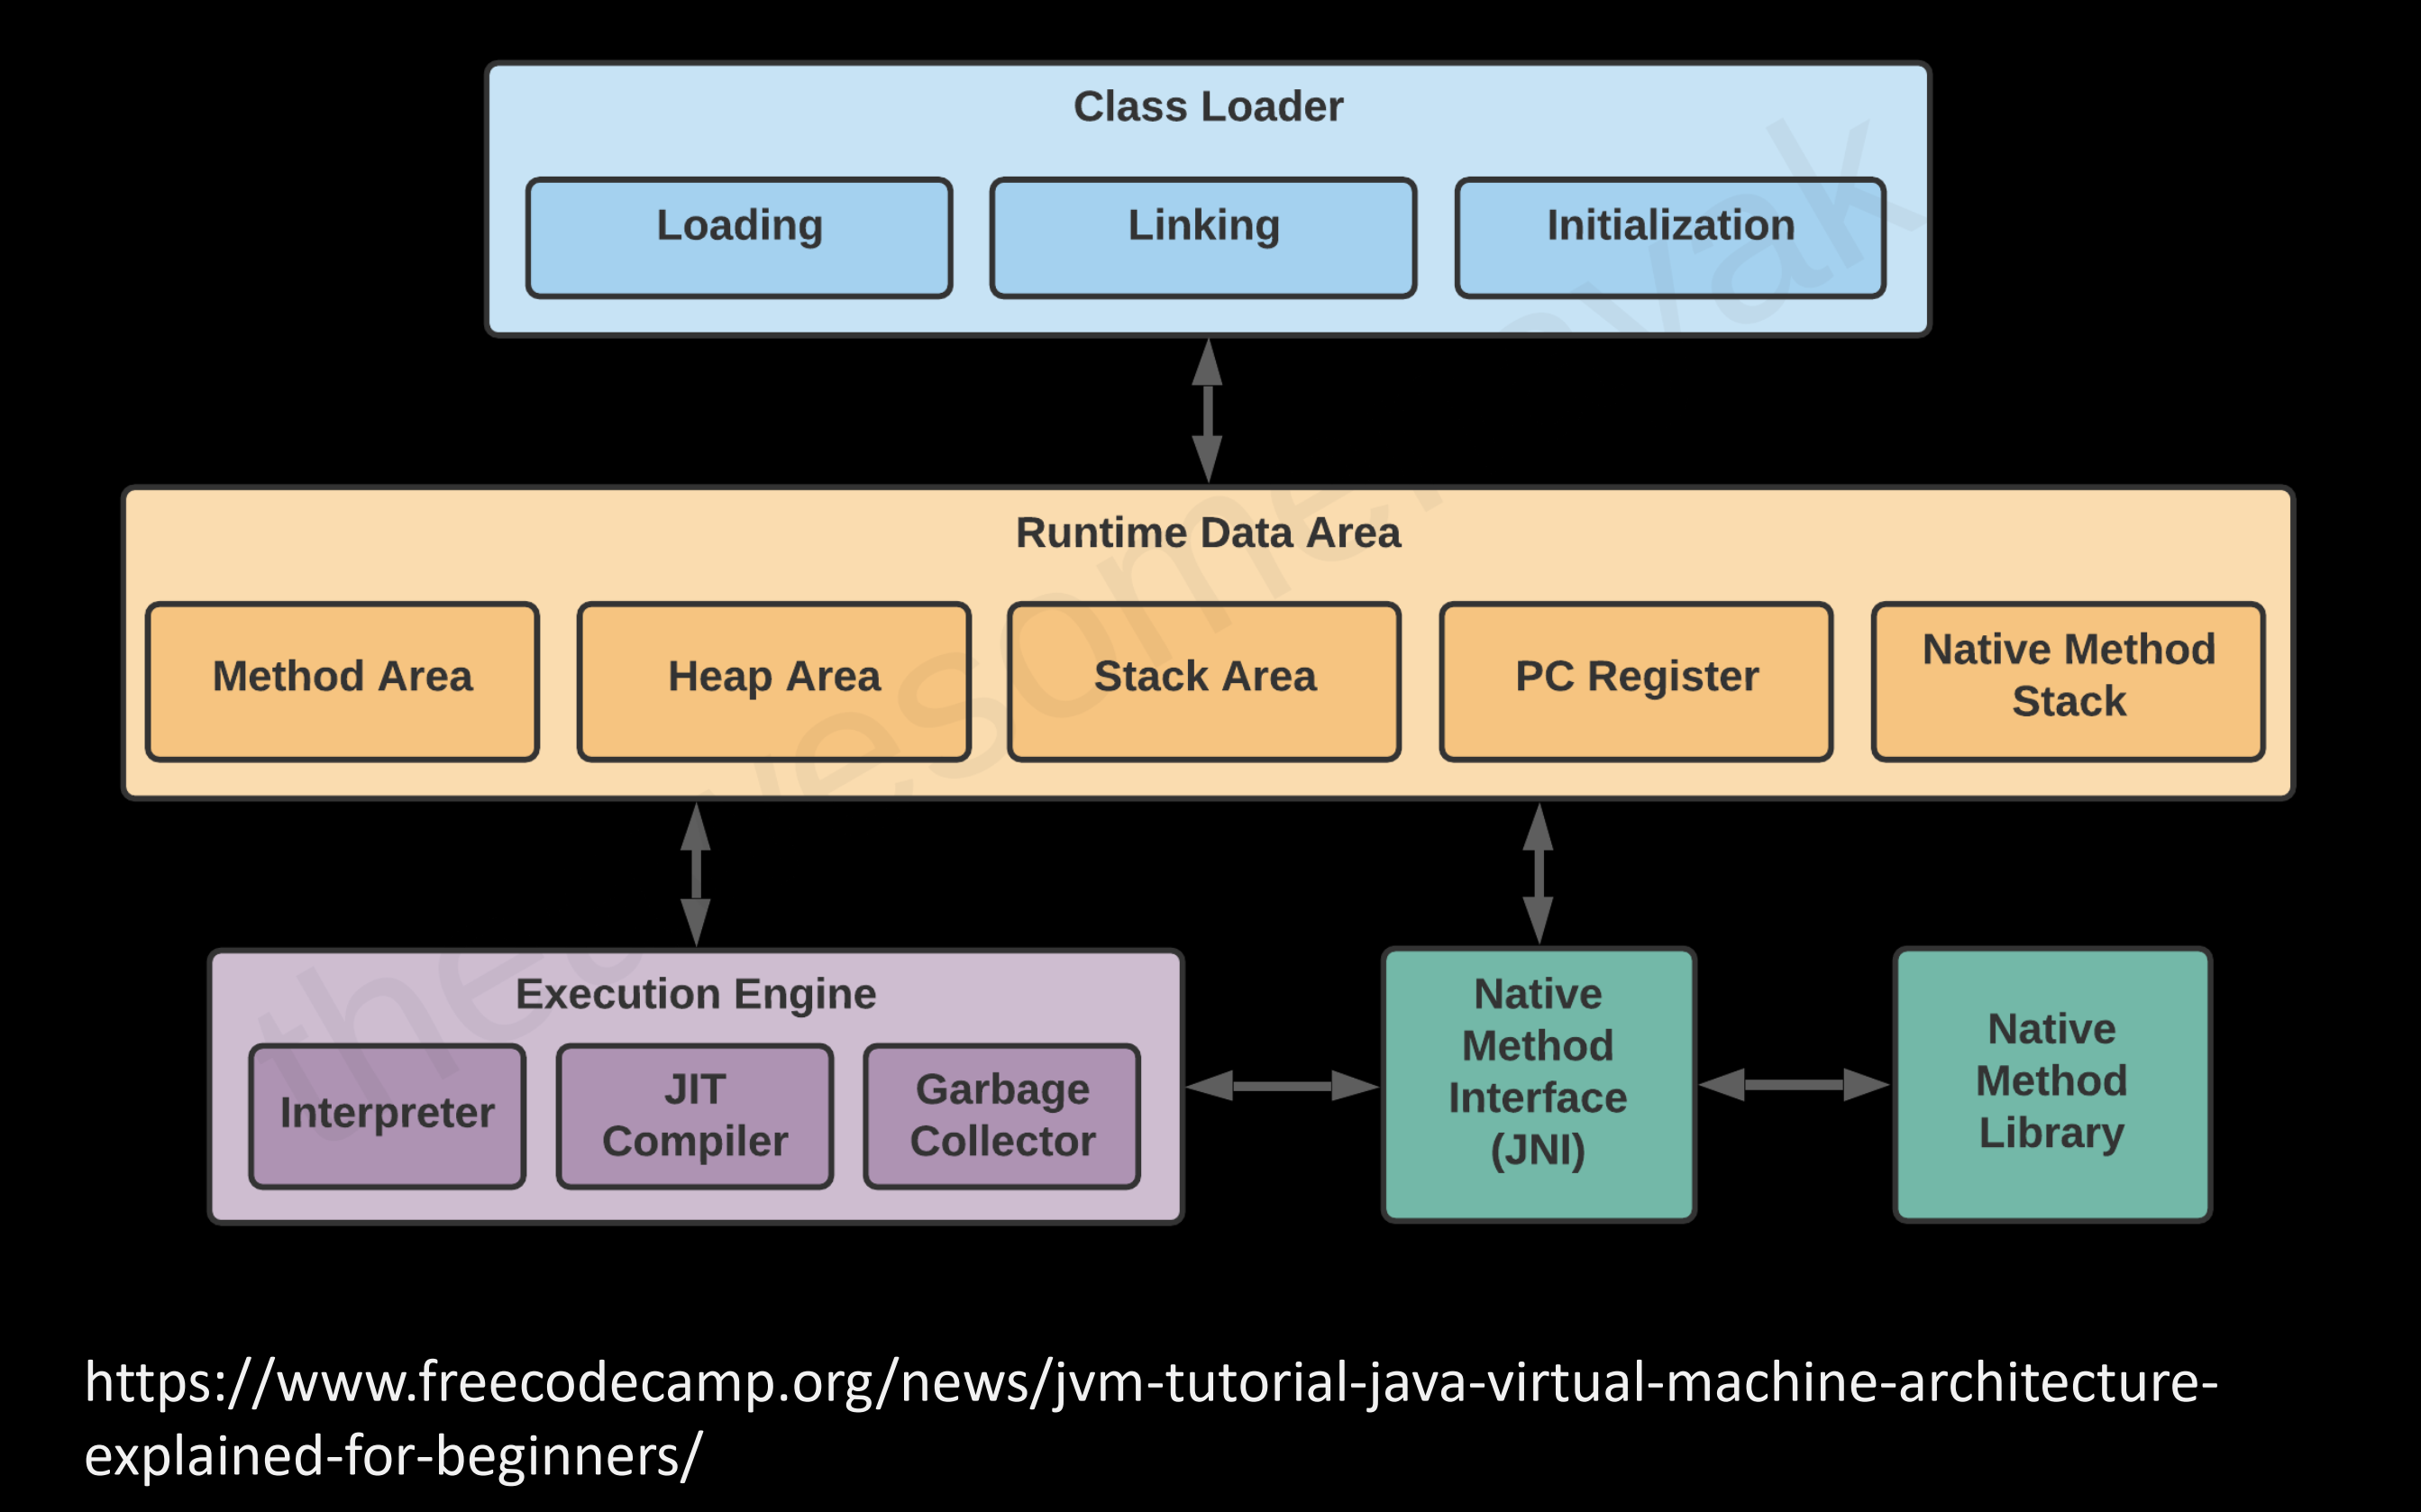 Class Loader
Loading
Linking
Initialization
Runtime Data Area
Method Area
Heap Area
Stack Area
PC Register
Native Method
Stack
Execution Engine
Interpreter
JIT
Compiler
Garbage
Collector
Native
Method
Interface
(JNI)
Native
Method
Library
https://www.freecodecamp.org/news/jvm-tutorial-java-virtual-machine-architecture-
explained-for-beginners/